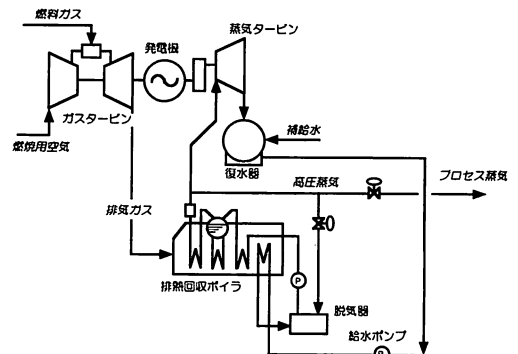 燃料ガス
蒸気タービン
発電機
ガスタービン
燃焼用空気
補給水
復水器
高圧蒸気
プロセス蒸気
排気ガス
P
排熱回収ボイラ
脱気器
給水ポンプ
P